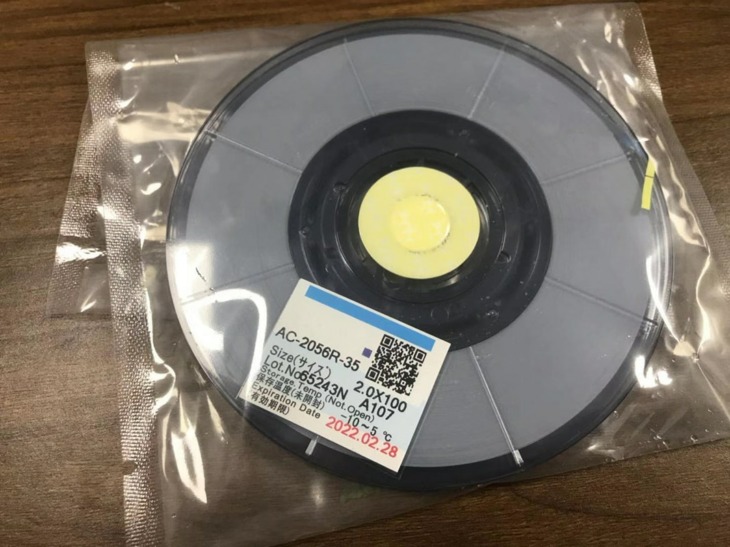 AC-2056R-35
Size(サイズ) 2.0X100
Lot.No 65243N A107
Storage Temp (Not.Open)
保存温度(未開封) -10~5 ℃
Expiration Date
(有効期限) 2022.02.28